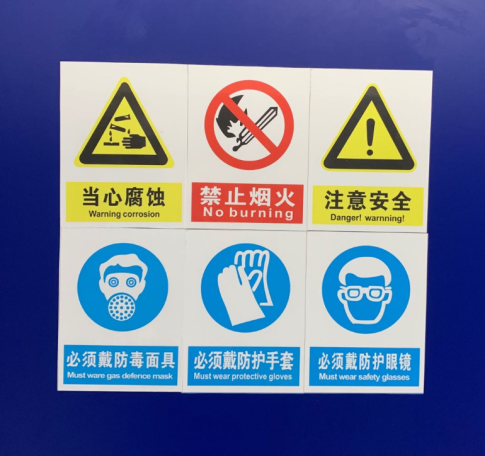 当心腐蚀
Warning corrosion
禁止烟火
No burning
注意安全
Danger! warnning!
必须戴防毒面具
Must ware gas defence mask
必须戴防护手套
Must wear protective gloves
必须戴防护眼镜
Must wear safety glasses